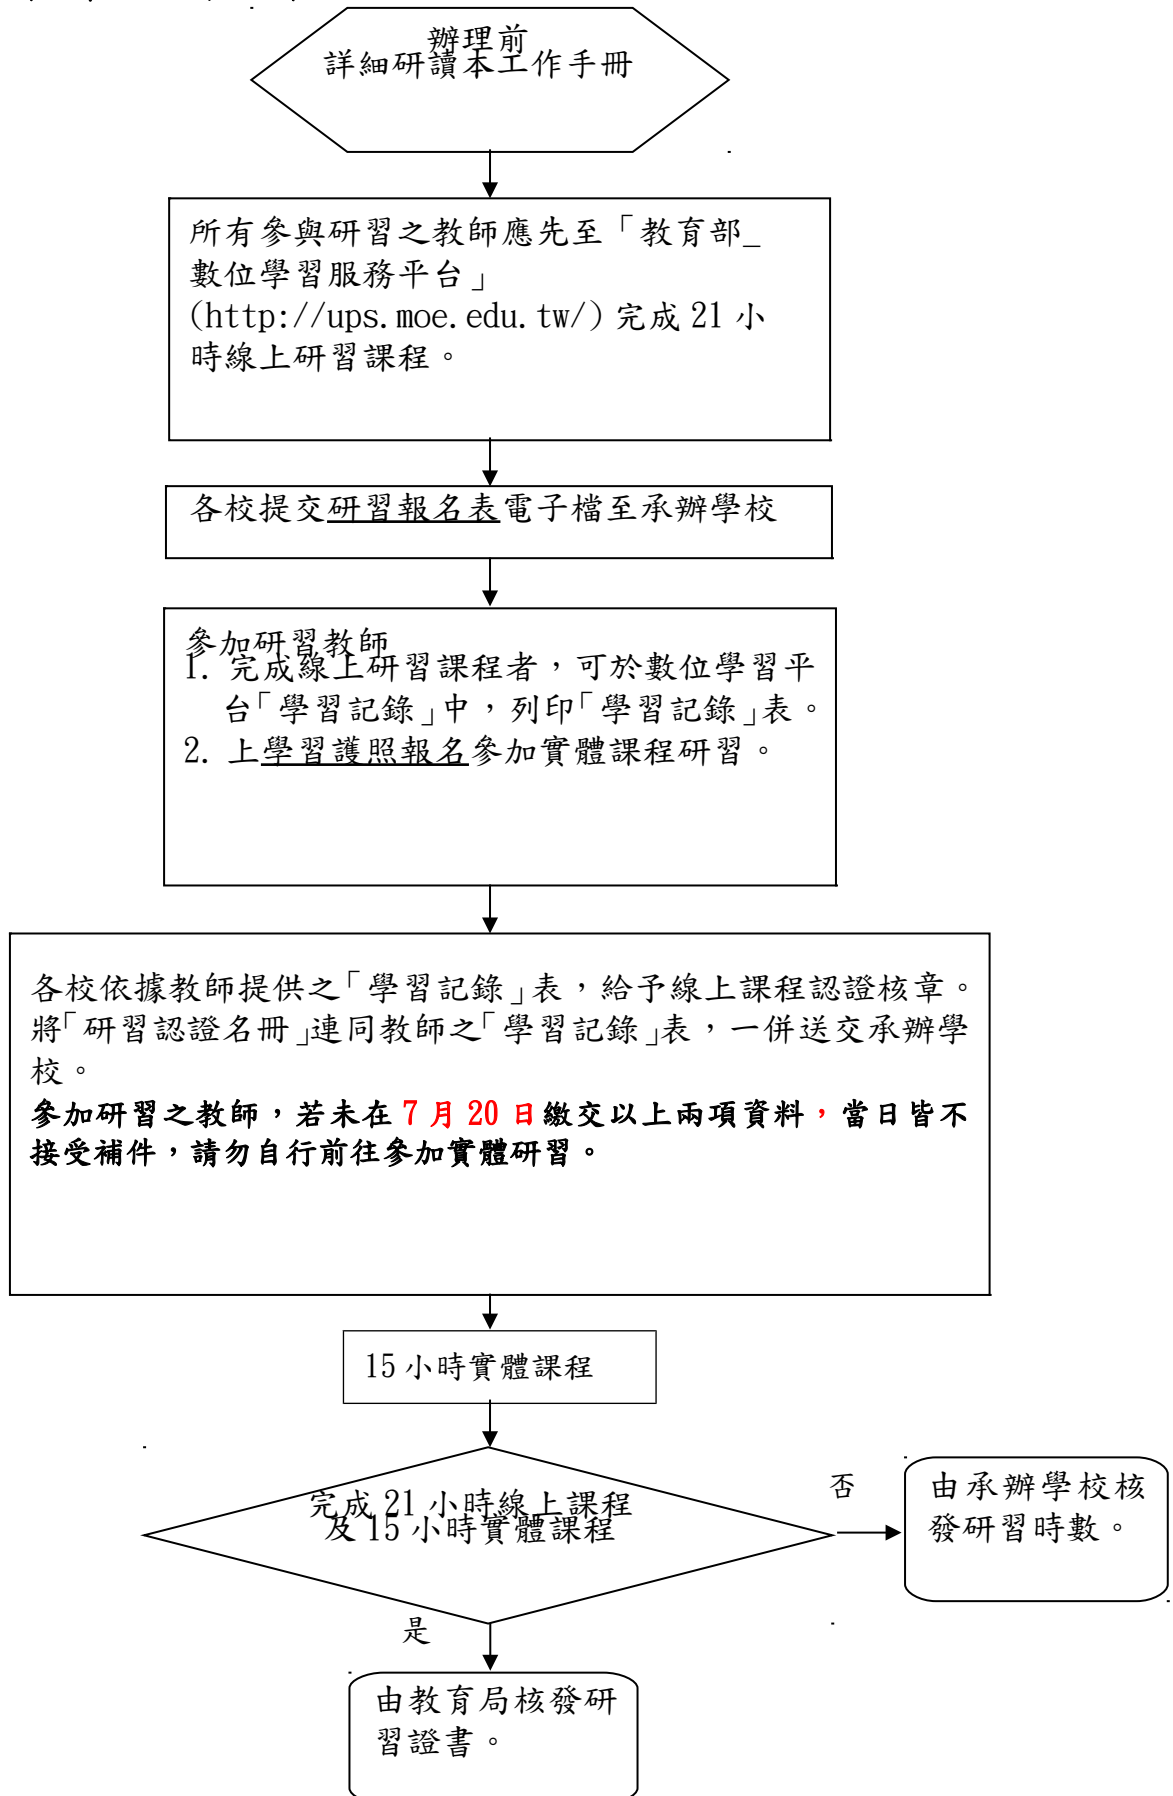 辦理前
詳細研讀本工作手冊
所有參與研習之教師應先至「教育部_
數位學習服務平台」
(http://ups.moe.edu.tw/)完成 21 小
時線上研習課程。
各校提交研習報名表電子檔至承辦學校
參加研習教師
1. 完成線上研習課程者，可於數位學習平
台「學習記錄」中，列印「學習記錄」表。
2. 上學習護照報名參加實體課程研習。
各校依據教師提供之「學習記錄」表，給予線上課程認證核章。
將「研習認證名冊」連同教師之「學習記錄」表，一併送交承辦學
校。
參加研習之教師，若未在 7 月 20 日繳交以上兩項資料，當日皆不
接受補件，請勿自行前往參加實體研習。
15 小時實體課程
完成 21 小時線上課程
及 15 小時實體課程
否
由承辦學校核
發研習時數。
是
由教育局核發研
習證書。